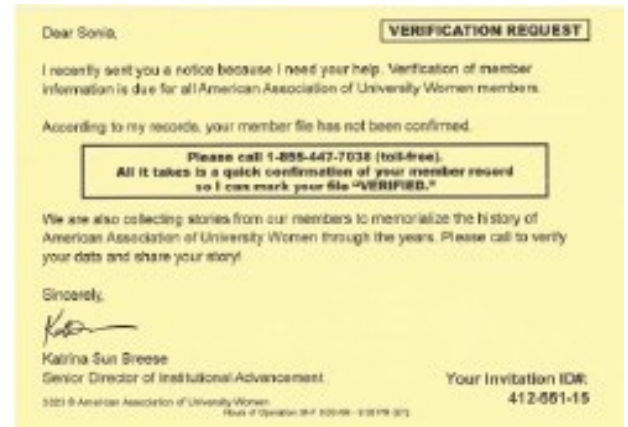 Dear Sonia,
VERIFICATION REQUEST
I recently sent you a notice because I need your help. Verification of member
information is due for all American Association of University Women members.
According to my records, your member file has not been confirmed.
Please call 1-855-447-7038 (toll-free).
All it takes is a quick confirmation of your member record
so I can mark your file "VERIFIED."
We are also collecting stories from our members to memorialize the history of
American Association of University Women through the years. Please call to verify
your data and share your story!
Sincerely,
Katrina Sun Breese
Senior Director of Institutional Advancement
Your Invitation ID#:
412-551-15
American Association of University Women
Hours of Operation M-F